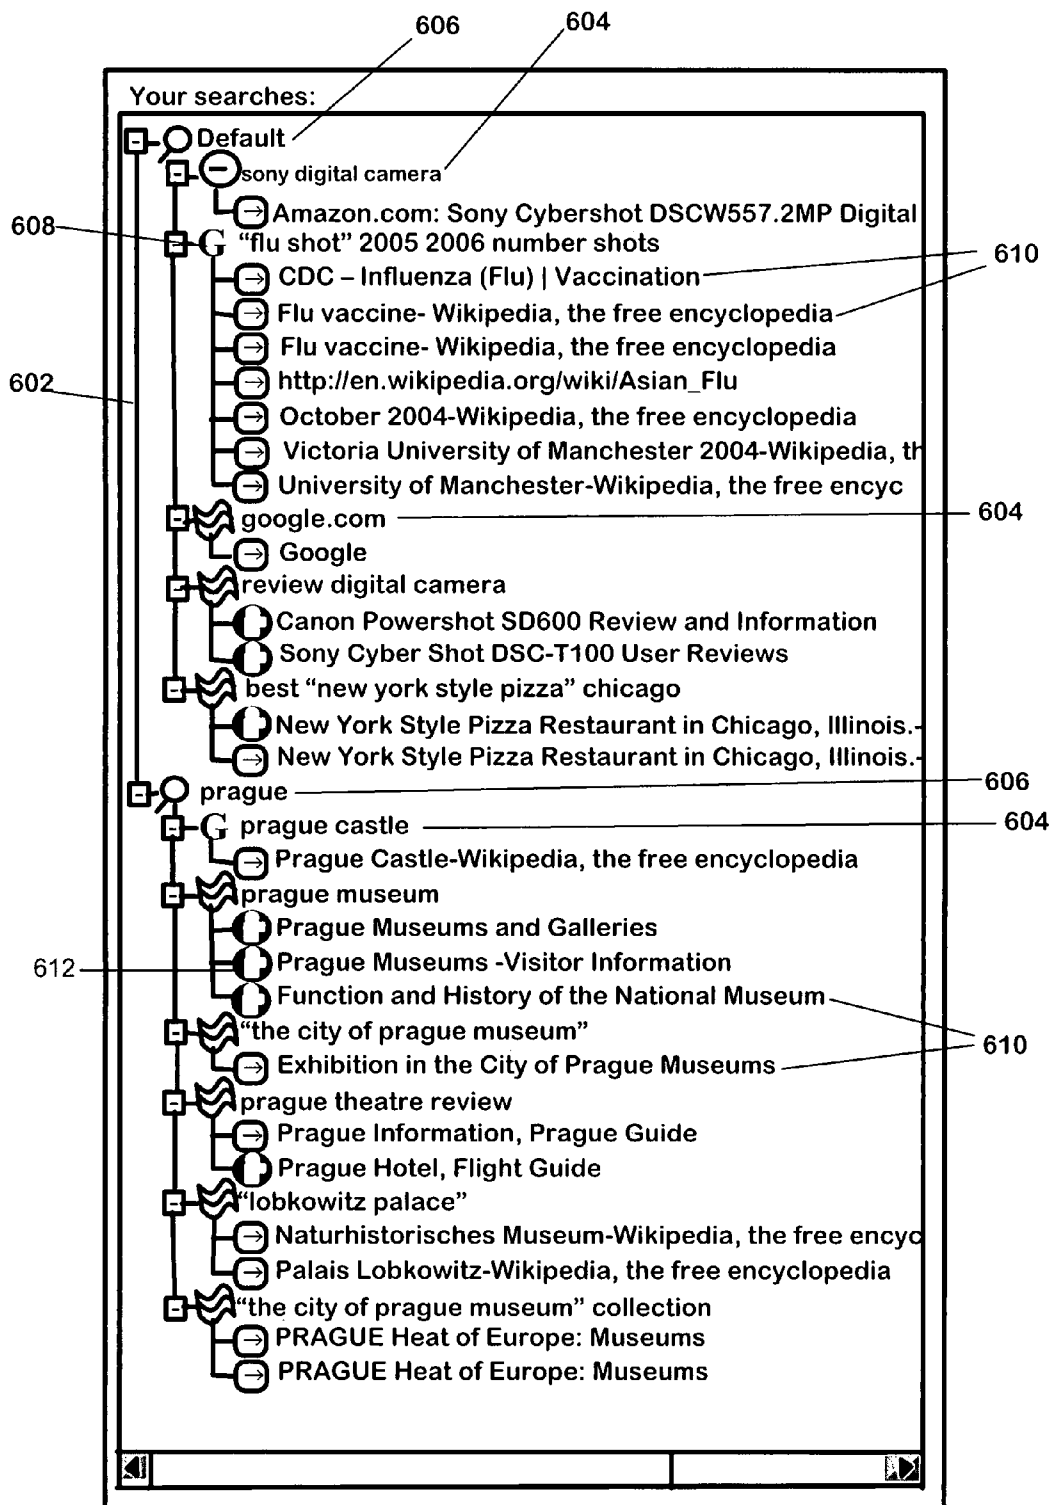 606 604
Your searches:
Default
sony digital camera
Amazon.com: Sony Cybershot DSCW557.2MP Digital
608 G "flu shot" 2005 2006 number shots
610
CDC – Influenza (Flu) | Vaccination
Flu vaccine- Wikipedia, the free encyclopedia
Flu vaccine- Wikipedia, the free encyclopedia
602 http://en.wikipedia.org/wiki/Asian_Flu
October 2004-Wikipedia, the free encyclopedia
Victoria University of Manchester 2004-Wikipedia, th
University of Manchester-Wikipedia, the free encyc
google.com 604
Google
review digital camera
Canon Powershot SD600 Review and Information
Sony Cyber Shot DSC-T100 User Reviews
best "new york style pizza" chicago
New York Style Pizza Restaurant in Chicago, Illinois.-
New York Style Pizza Restaurant in Chicago, Illinois.-
prague 606
G prague castle 604
Prague Castle-Wikipedia, the free encyclopedia
prague museum
Prague Museums and Galleries
612 Prague Museums -Visitor Information
Function and History of the National Museum
"the city of prague museum"
610
Exhibition in the City of Prague Museums
prague theatre review
Prague Information, Prague Guide
Prague Hotel, Flight Guide
"lobkowitz palace"
Naturhistorisches Museum-Wikipedia, the free encyc
Palais Lobkowitz-Wikipedia, the free encyclopedia
"the city of prague museum" collection
PRAGUE Heat of Europe: Museums
PRAGUE Heat of Europe: Museums